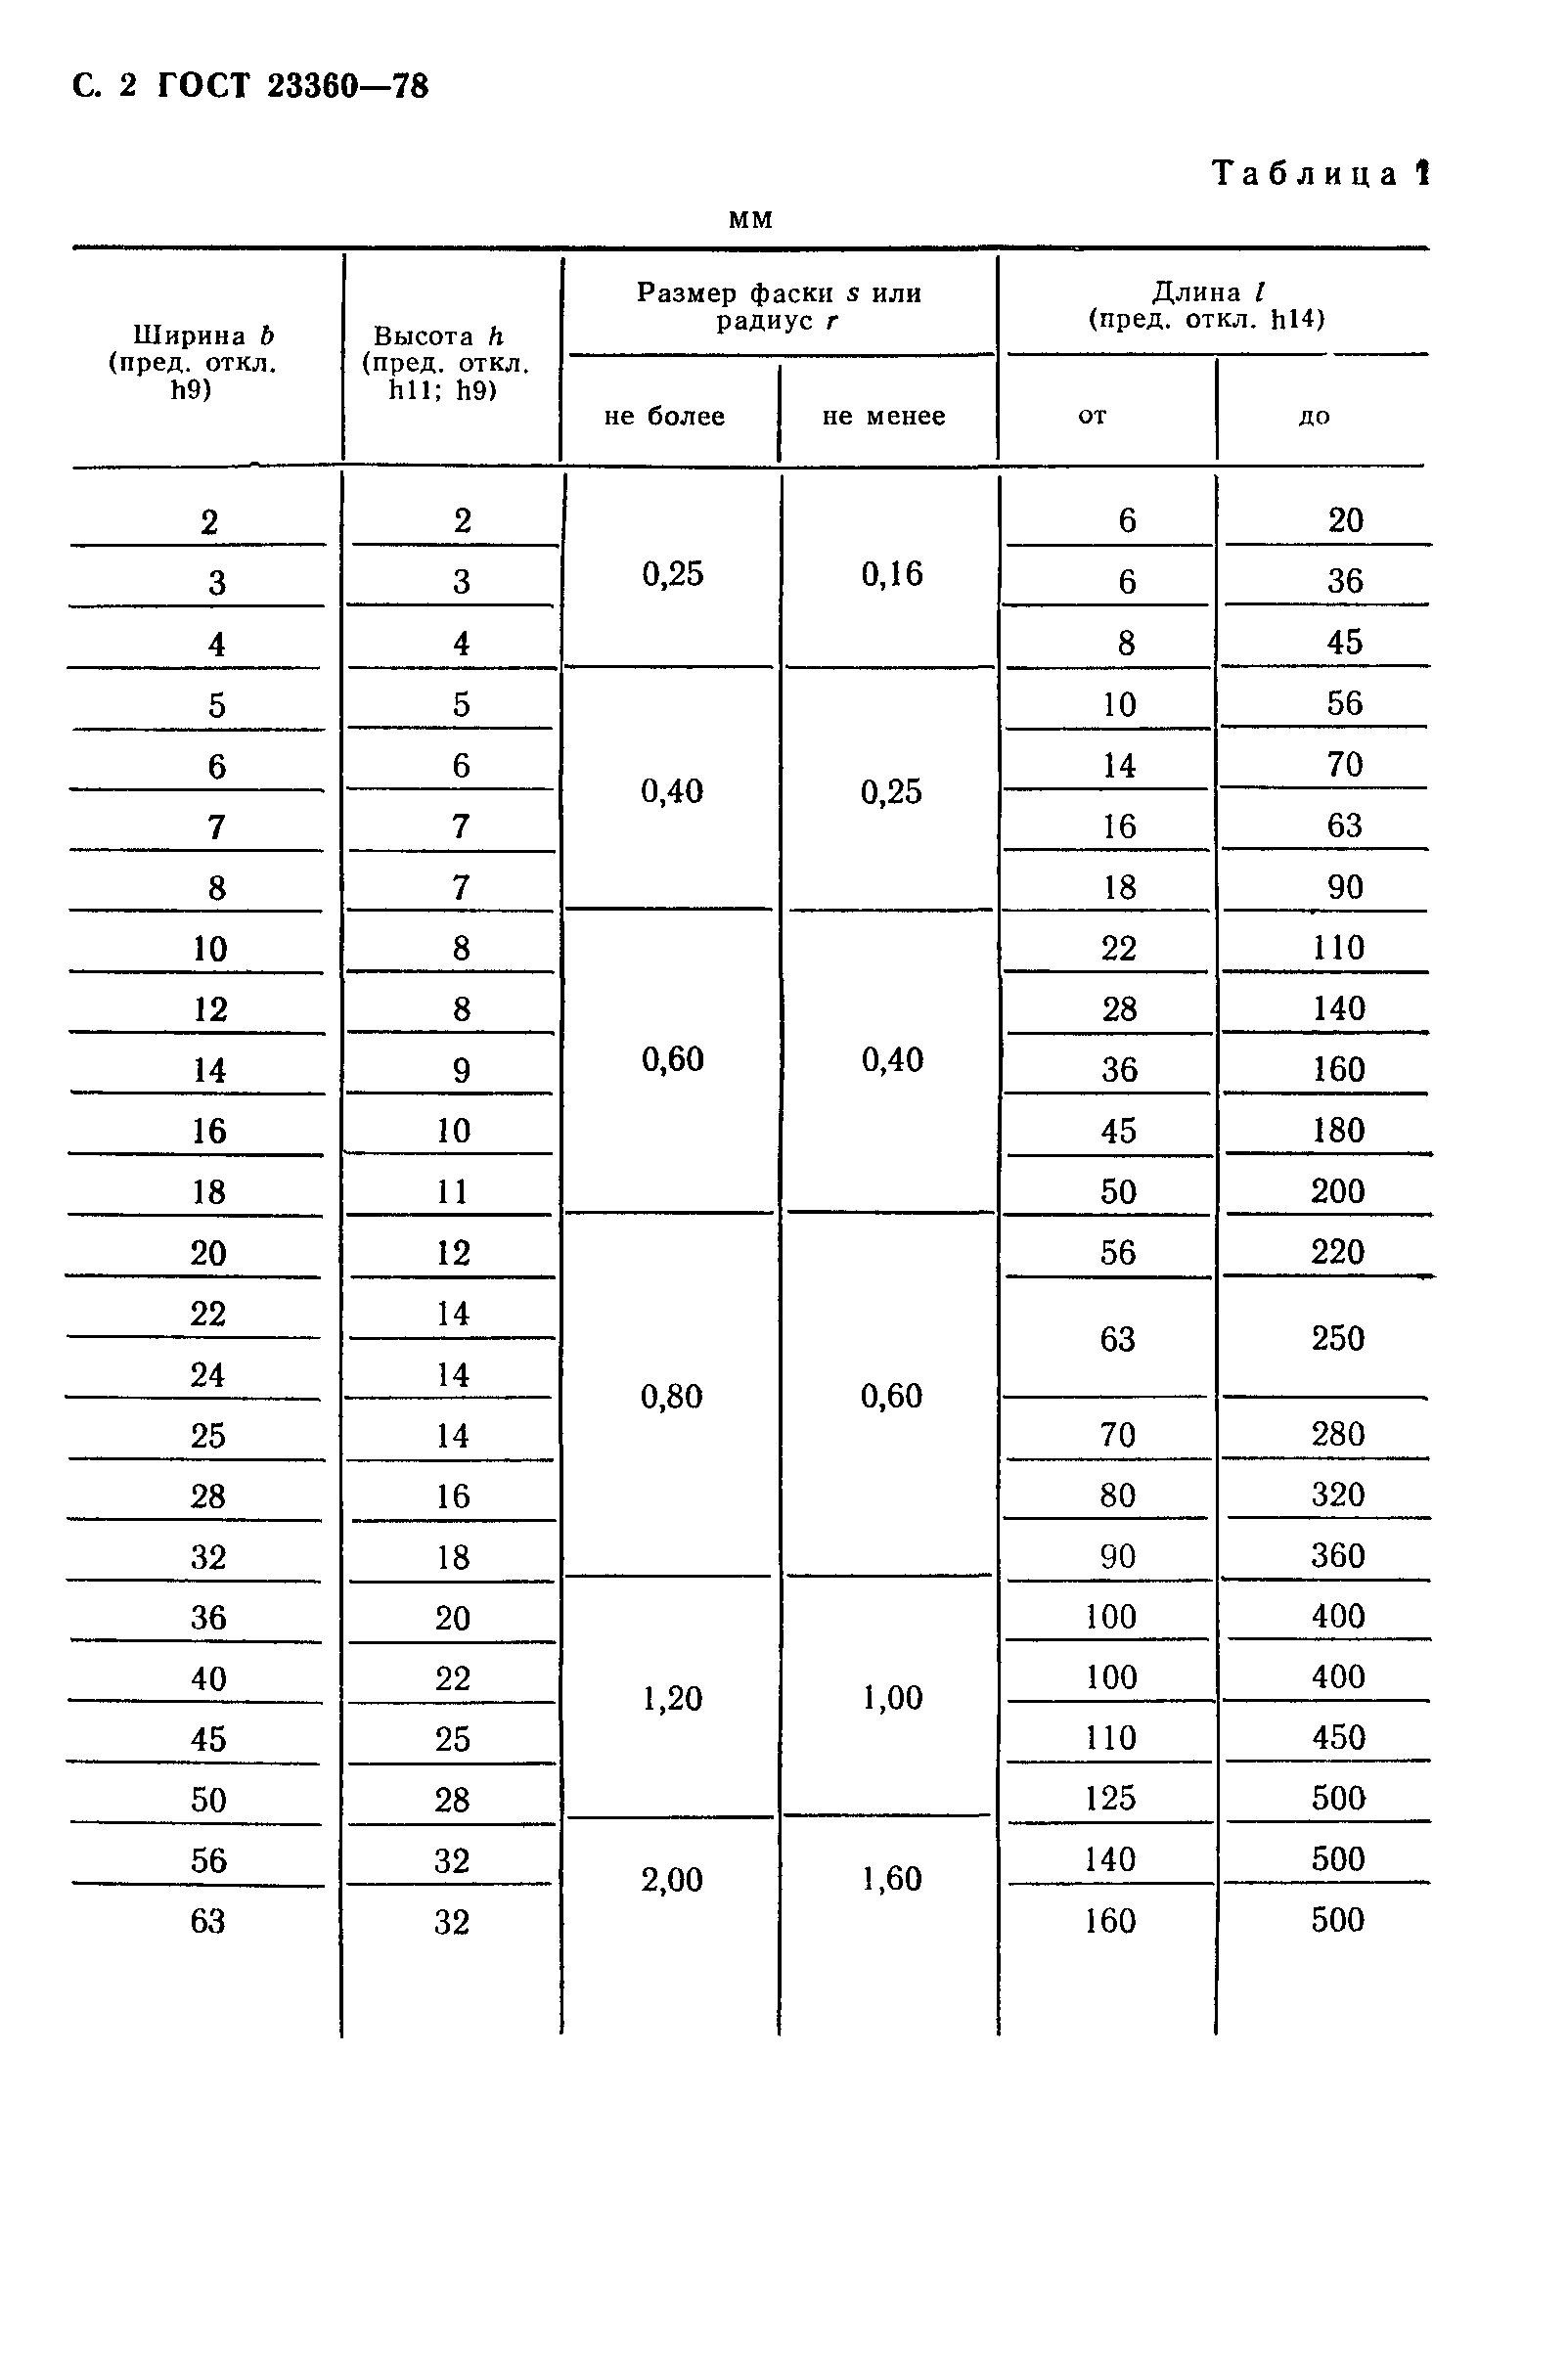 С. 2 ГОСТ 23360—78
Таблица 1
мм
Ширина b (пред. откл. h9)
Высота h (пред. откл. h11; h9)
Размер фаски s или радиус r
Длина l (пред. откл. h14)
не более
не менее
от
до
2 2 0,25 0,16 6 20
3 3 6 36
4 4 8 45
5 5 0,40 0,25 10 56
6 6 14 70
7 7 16 63
8 7 18 90
10 8 0,60 0,40 22 110
12 8 28 140
14 9 36 160
16 10 45 180
18 11 50 200
20 12 0,80 0,60 56 220
22 14 63 250
24 14
25 14 70 280
28 16 80 320
32 18 90 360
36 20 1,20 1,00 100 400
40 22 100 400
45 25 110 450
50 28 125 500
56 32 2,00 1,60 140 500
63 32 160 500